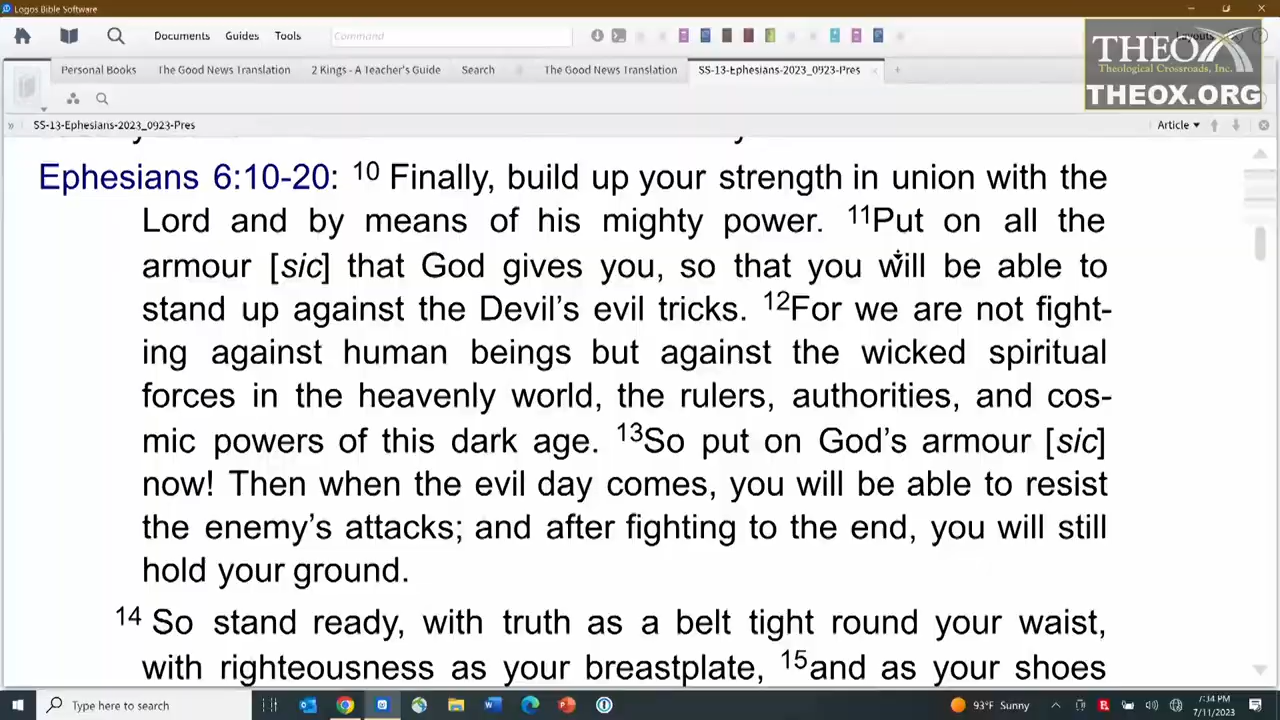 Logos Bible Software
Documents Guides Tools Command
THEOX
Theological Crossroads, Inc.
THEOX.ORG
Personal Books The Good News Translation 2 Kings - A Teacher's The Good News Translation SS-13-Ephesians-2023_0923-Pres
SS-13-Ephesians-2023_0923-Pres Article
Ephesians 6:10-20: 10 Finally, build up your strength in union with the
Lord and by means of his mighty power. 11Put on all the
armour [sic] that God gives you, so that you will be able to
stand up against the Devil's evil tricks. 12For we are not fight-
ing against human beings but against the wicked spiritual
forces in the heavenly world, the rulers, authorities, and cos-
mic powers of this dark age. 13So put on God's armour [sic]
now! Then when the evil day comes, you will be able to resist
the enemy's attacks; and after fighting to the end, you will still
hold your ground.
14 So stand ready, with truth as a belt tight round your waist,
with righteousness as your breastplate, 15and as your shoes
Type here to search 93°F Sunny 7:34 PM
7/11/2023